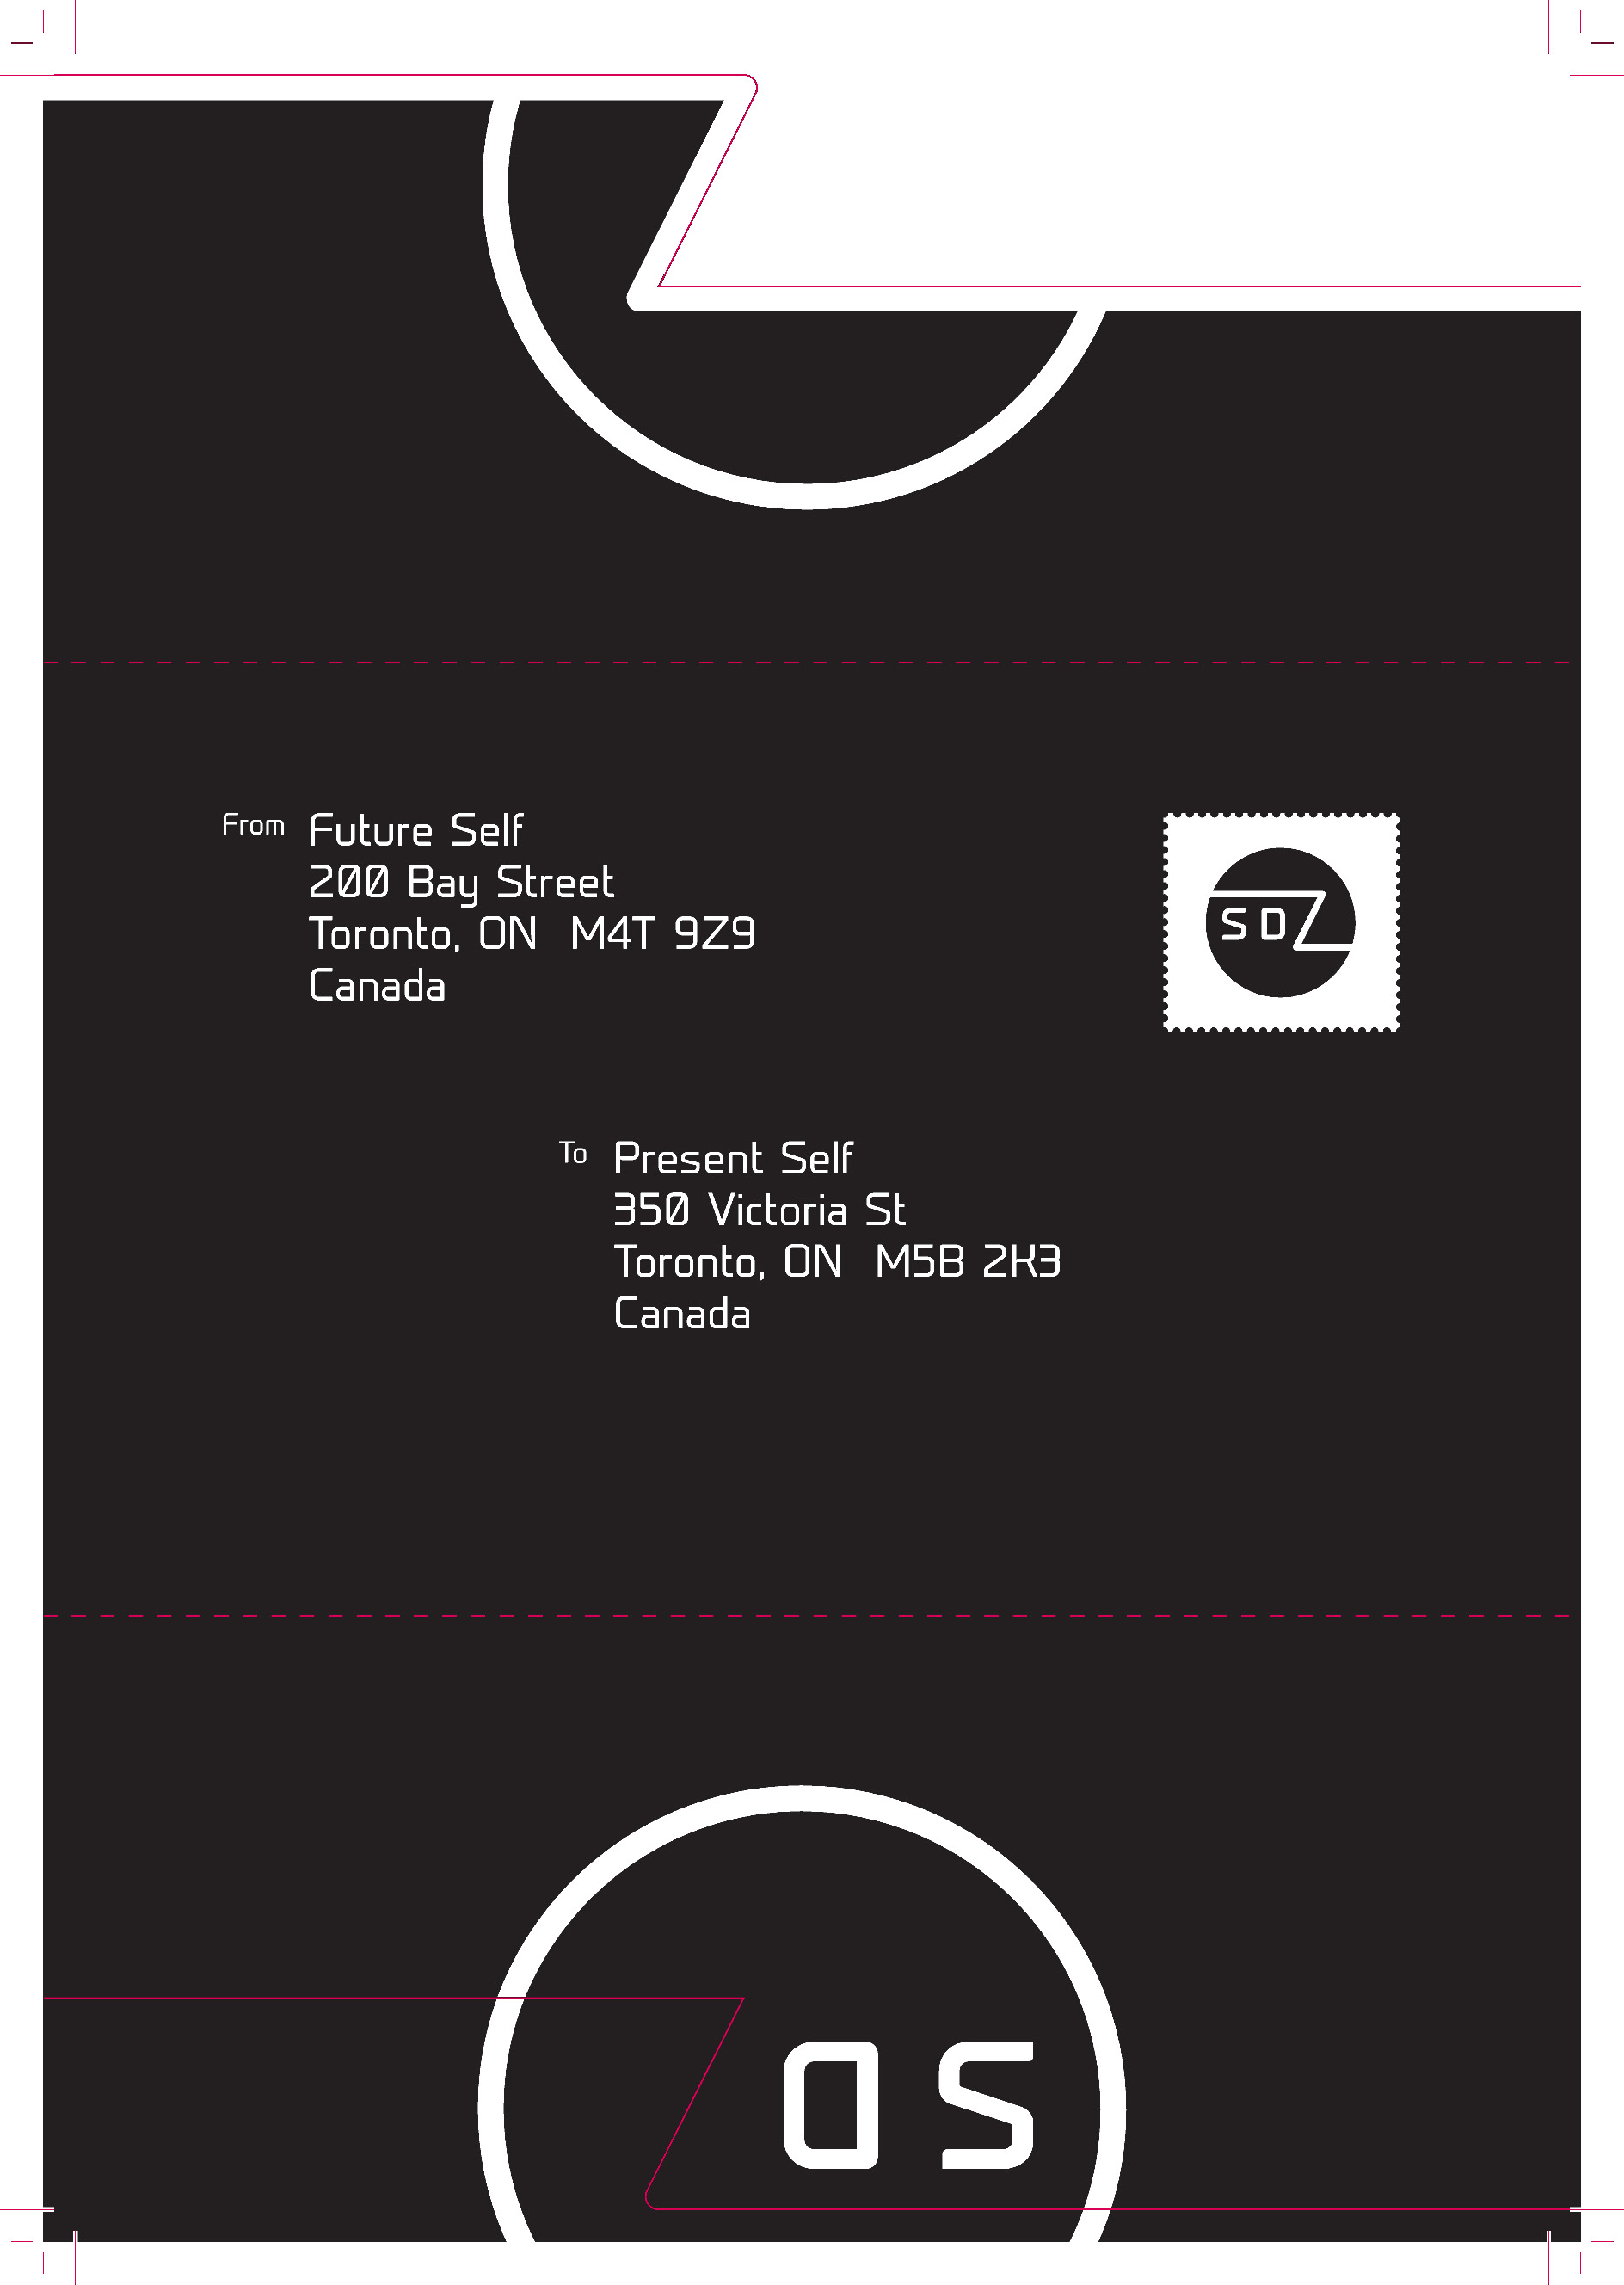 From Future Self
200 Bay Street
Toronto, ON M4T 9Z9
Canada
SDZ
To Present Self
350 Victoria St
Toronto, ON M5B 2K3
Canada
SD